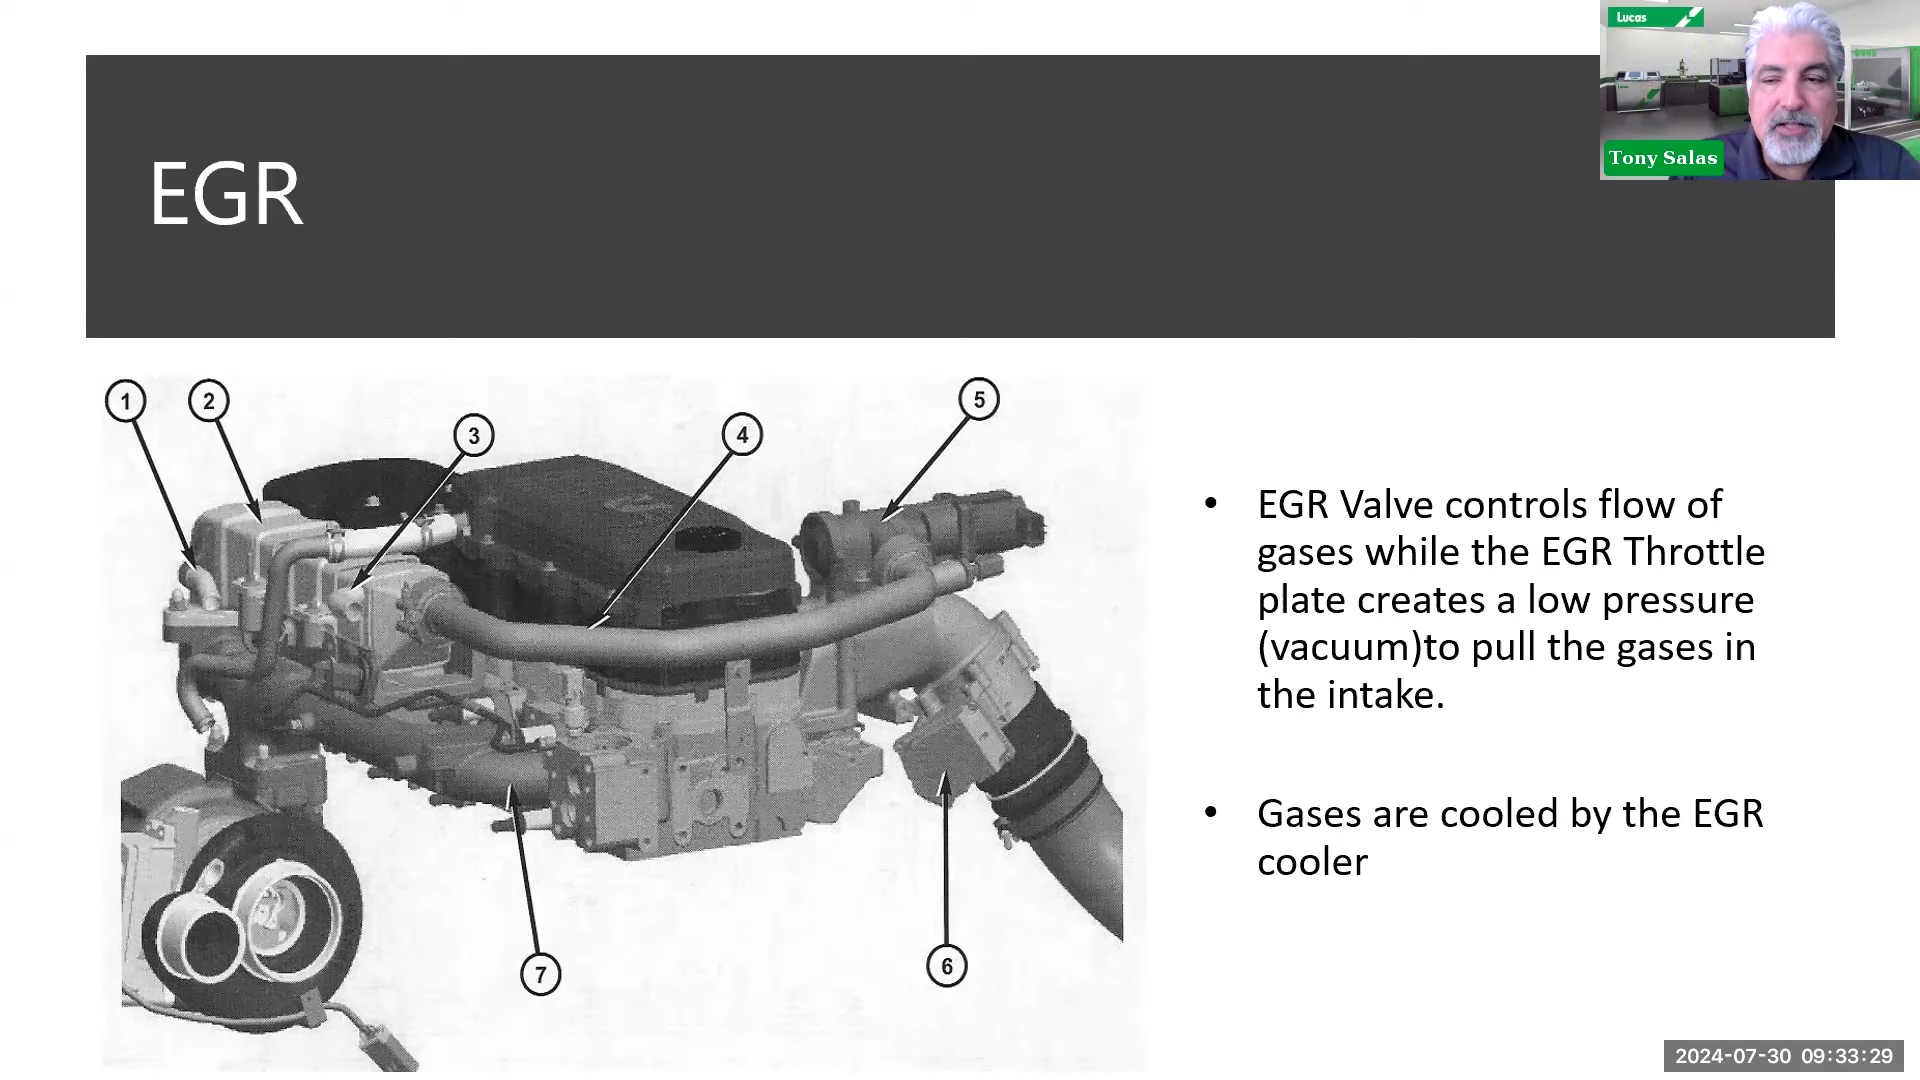 Lucas
Tony Salas
EGR
1
2
3
4
5
6
7
• EGR Valve controls flow of
gases while the EGR Throttle
plate creates a low pressure
(vacuum)to pull the gases in
the intake.
• Gases are cooled by the EGR
cooler
2024-07-30 09:33:29